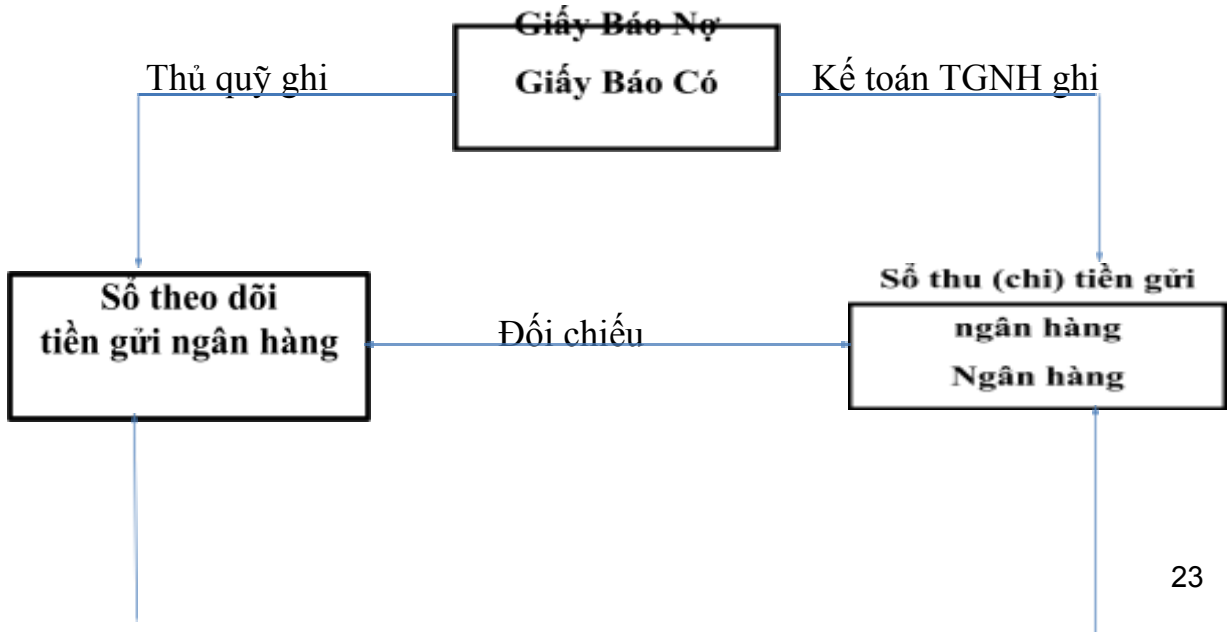 Giấy Báo Nợ
Giấy Báo Có
Thủ quỹ ghi
Kế toán TGNH ghi
Sổ theo dõi
tiền gửi ngân hàng
Đối chiếu
Sổ thu (chi) tiền gửi
ngân hàng
Ngân hàng
23